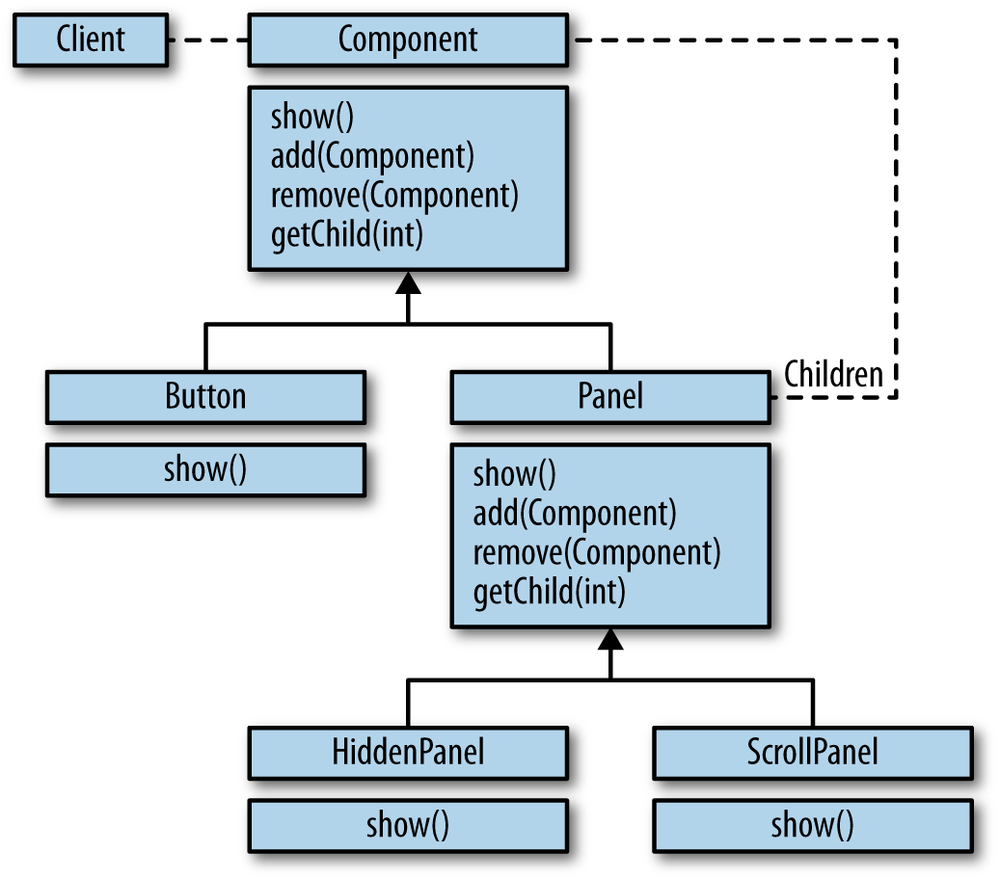 Client
Component
show()
add(Component)
remove(Component)
getChild(int)
Children
Button
Panel
show()
show()
add(Component)
remove(Component)
getChild(int)
HiddenPanel
ScrollPanel
show()
show()